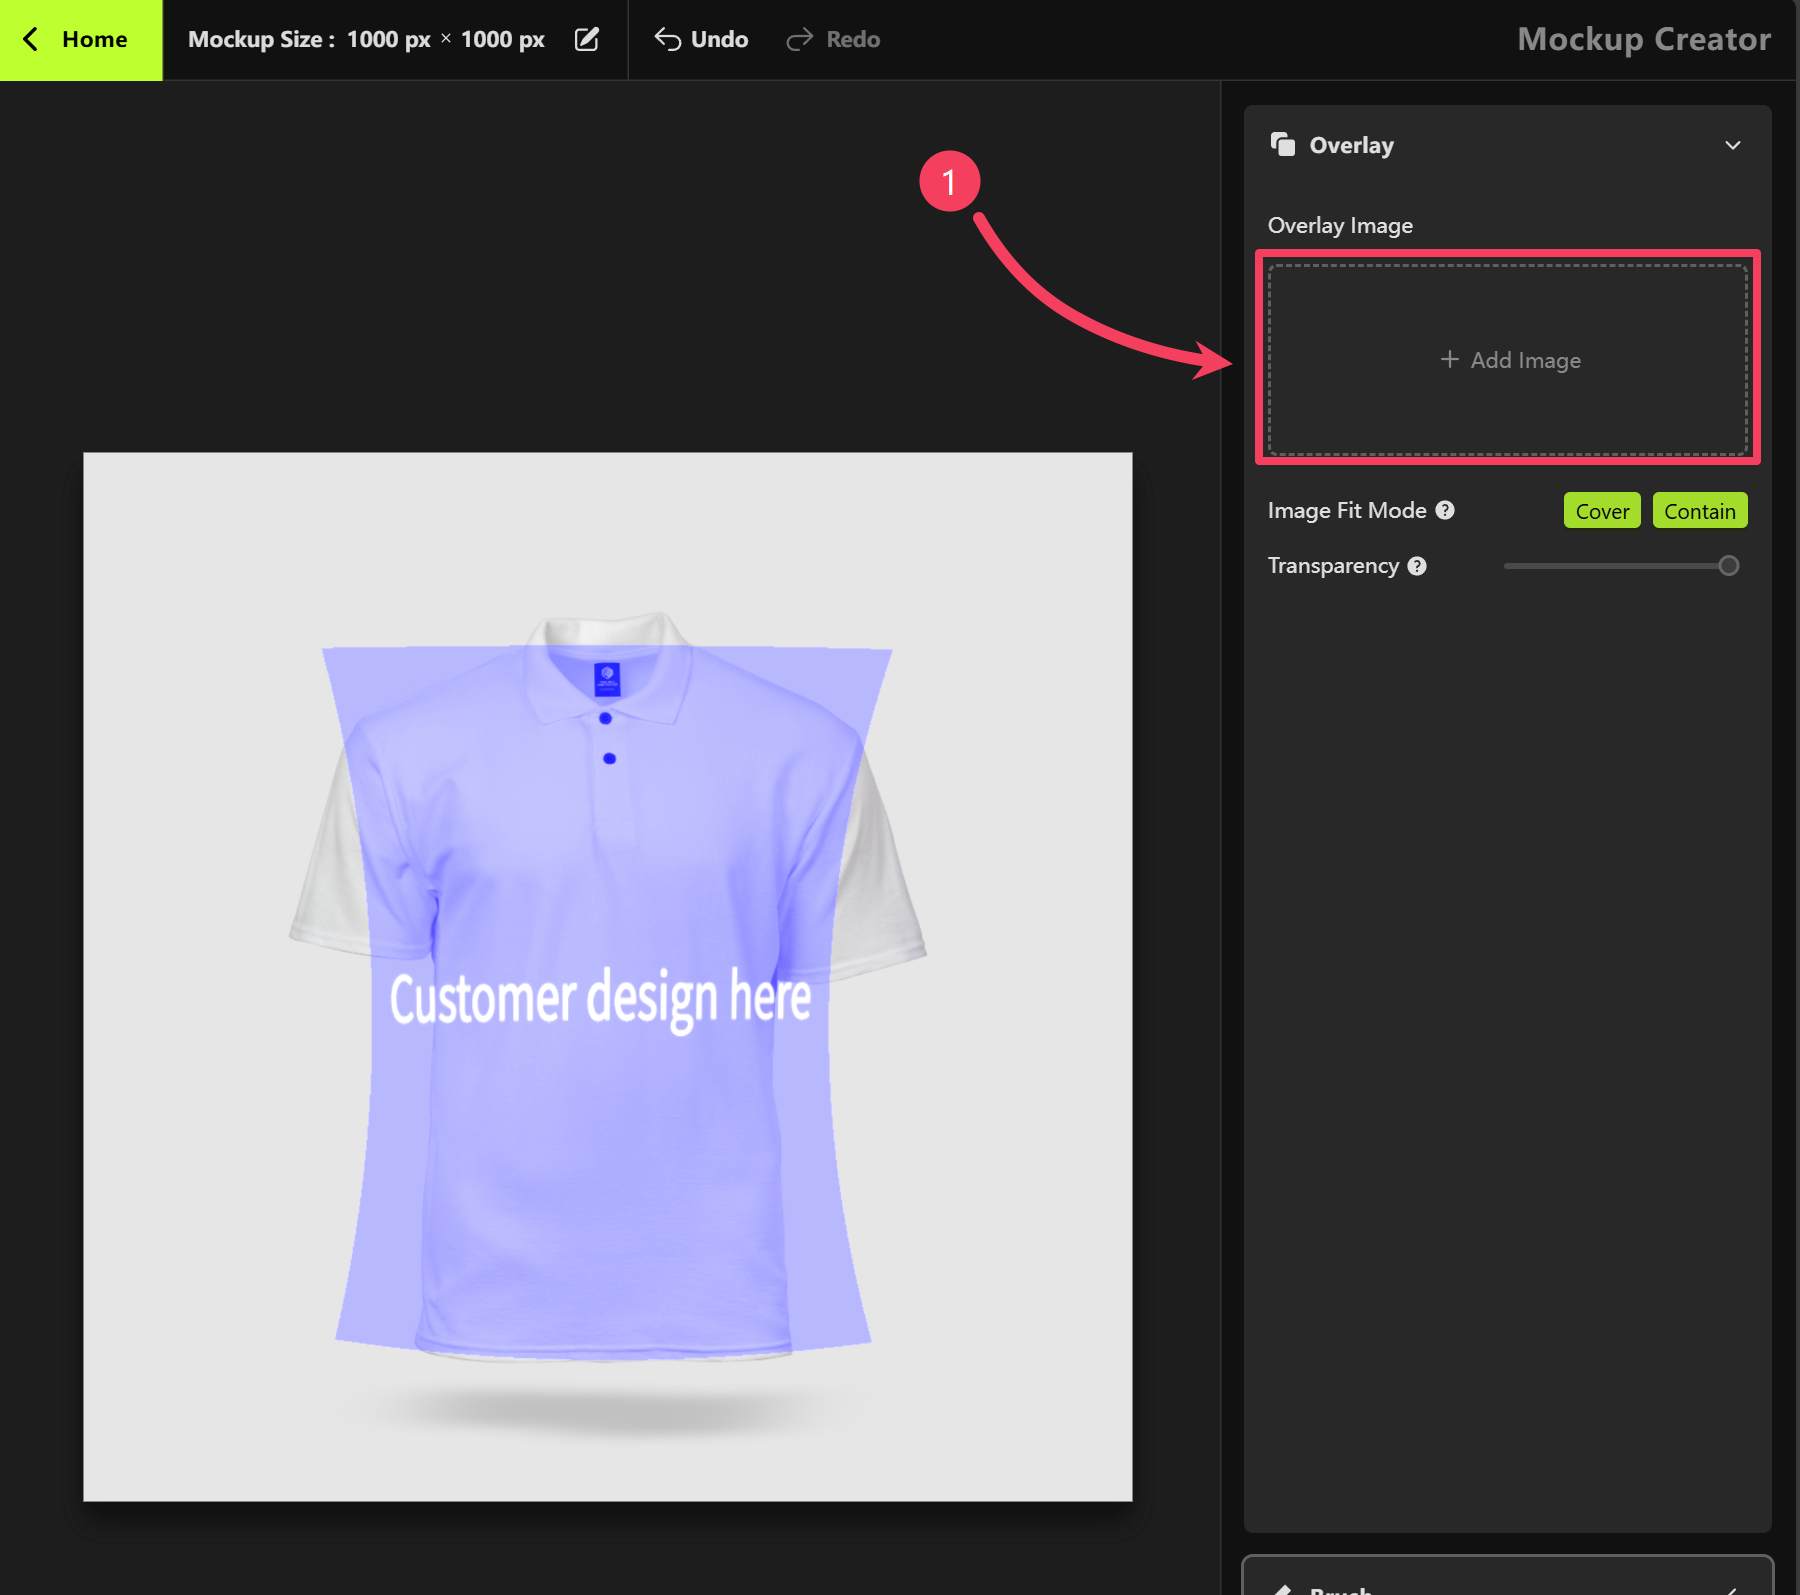 Home
Mockup Size : 1000 px × 1000 px
Undo
Redo
Mockup Creator
1
Overlay
Overlay Image
+ Add Image
Image Fit Mode ?
Cover
Contain
Transparency ?
Customer design here
Brush